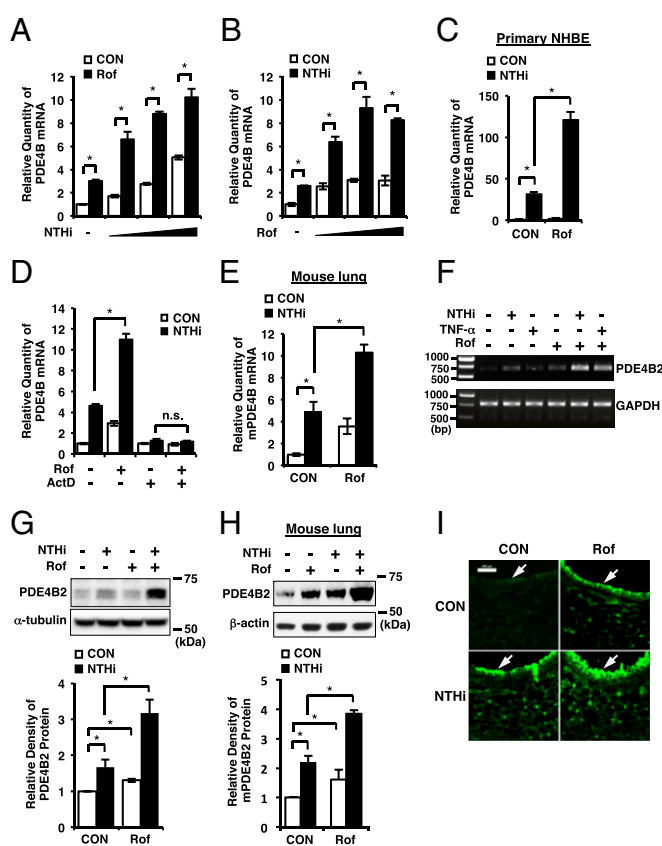 A
CON
Rof
Relative Quantity of
PDE4B mRNA
12
10
8
6
4
2
0
*
*
*
*
NTHi
-
B
CON
NTHi
Relative Quantity of
PDE4B mRNA
12
10
8
6
4
2
0
*
*
*
*
Rof
-
C
Primary NHBE
CON
NTHi
Relative Quantity of
PDE4B mRNA
150
100
50
0
*
*
CON Rof
D
CON
NTHi
Relative Quantity of
PDE4B mRNA
14
12
10
8
6
4
2
0
*
n.s.
Rof - + - +
ActD - - + +
E
Mouse lung
CON
NTHi
Relative Quantity of
mPDE4B mRNA
12
10
8
6
4
2
0
*
*
CON Rof
F
NTHi - + - - + -
TNF-α - - + - - +
Rof - - - + + +
1000
750
500
PDE4B2
1000
750
500
(bp)
GAPDH
G
NTHi - + - +
Rof - - + +
PDE4B2
75
α-tubulin
50
(kDa)
CON
NTHi
Relative Density of
PDE4B2 Protein
4
3
2
1
0
*
*
*
CON Rof
H
Mouse lung
NTHi - - + +
Rof - + - +
PDE4B2
75
β-actin
50
(kDa)
CON
NTHi
Relative Density of
mPDE4B2 Protein
5
4
3
2
1
0
*
*
*
CON Rof
I
CON Rof
CON
NTHi